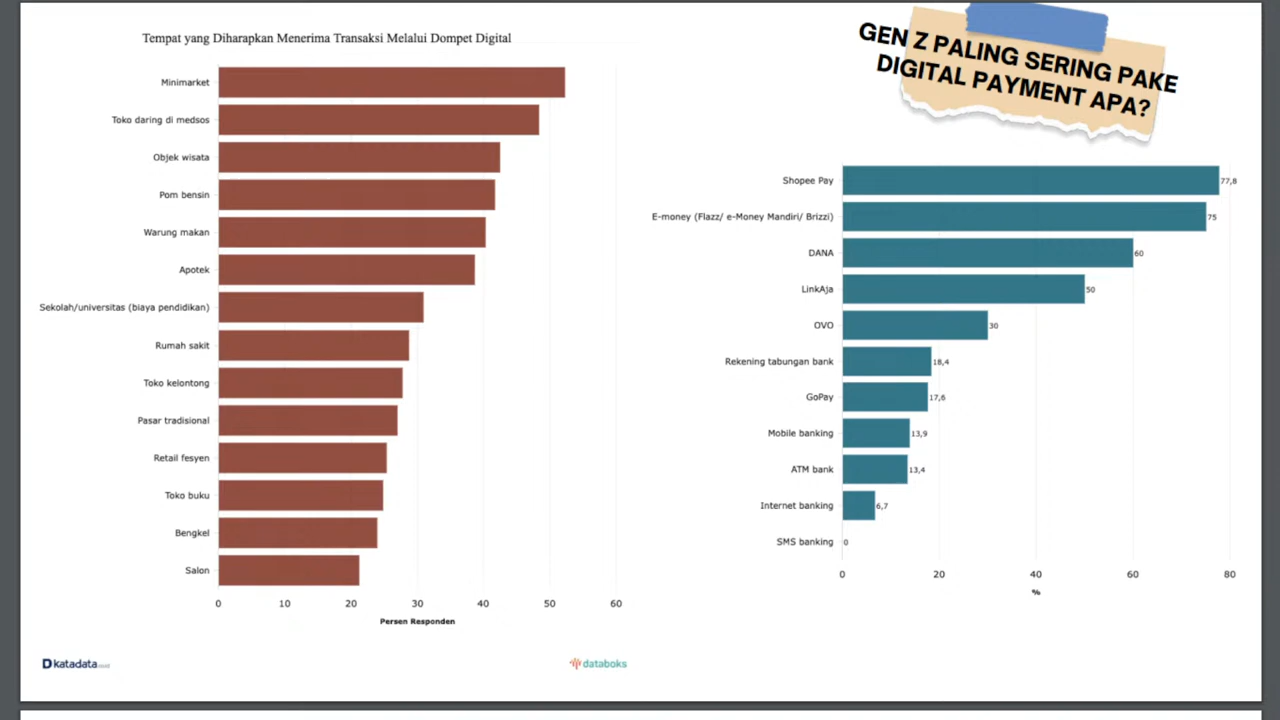 Tempat yang Diharapkan Menerima Transaksi Melalui Dompet Digital
Minimarket
Toko daring di medsos
Objek wisata
Pom bensin
Warung makan
Apotek
Sekolah/universitas (biaya pendidikan)
Rumah sakit
Toko kelontong
Pasar tradisional
Retail fesyen
Toko buku
Bengkel
Salon
0 10 20 30 40 50 60
Persen Responden
katadata
databoks
GEN Z PALING SERING PAKE
DIGITAL PAYMENT APA?
Shopee Pay 77,8
E-money (Flazz/ e-Money Mandiri/ Brizzi) 75
DANA 60
LinkAja 50
OVO 30
Rekening tabungan bank 18,4
GoPay 17,6
Mobile banking 13,9
ATM bank 13,4
Internet banking 6,7
SMS banking 0
0 20 40 60 80
%